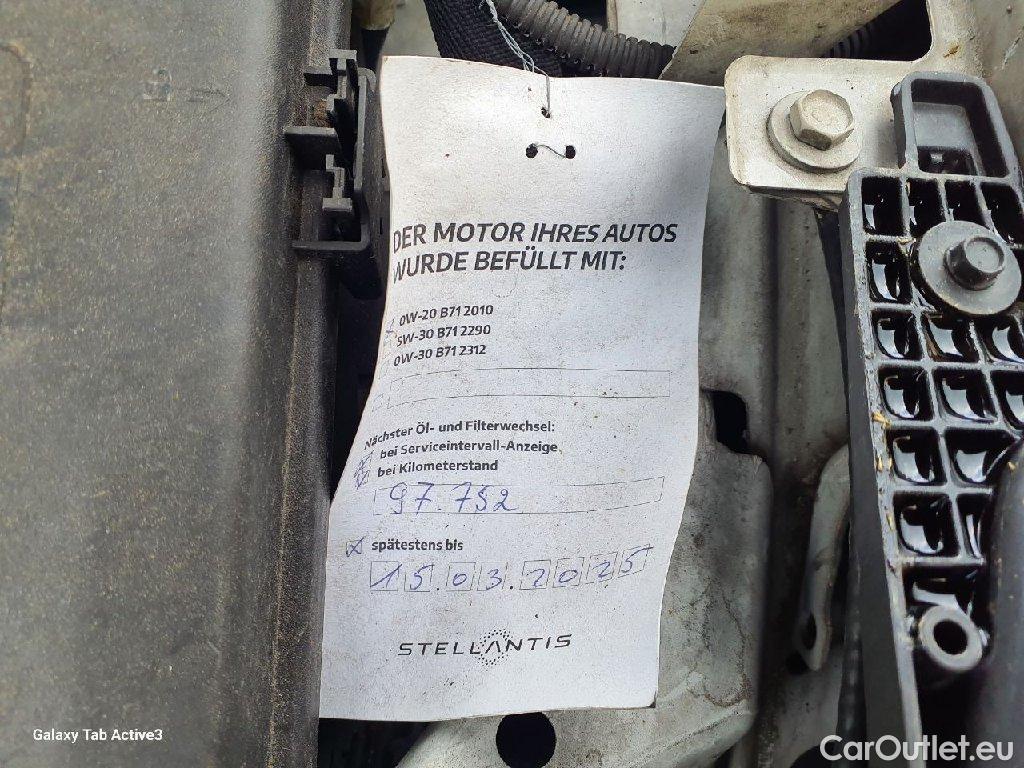 DER MOTOR IHRES AUTOS
WURDE BEFÜLLT MIT:
0W-20 B71 2010
5W-30 B71 2290
0W-30 B71 2312
Nächster Öl- und Filterwechsel:
bei Serviceintervall-Anzeige
bei Kilometerstand
97.752
spätestens bis
15.03.2025
STELLANTIS
Galaxy Tab Active3
CarOutlet.eu